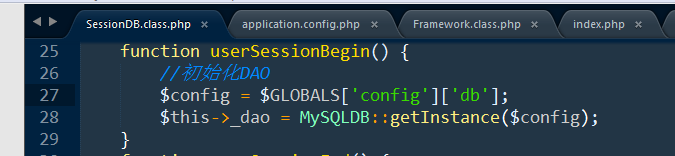 SessionDB.class.php × application.config.php × Framework.class.php × index.php ×
25 function userSessionBegin() {
26 //初始化DAO
27 $config = $GLOBALS['config']['db'];
28 $this->_dao = MySQLDB::getInstance($config);
29 }